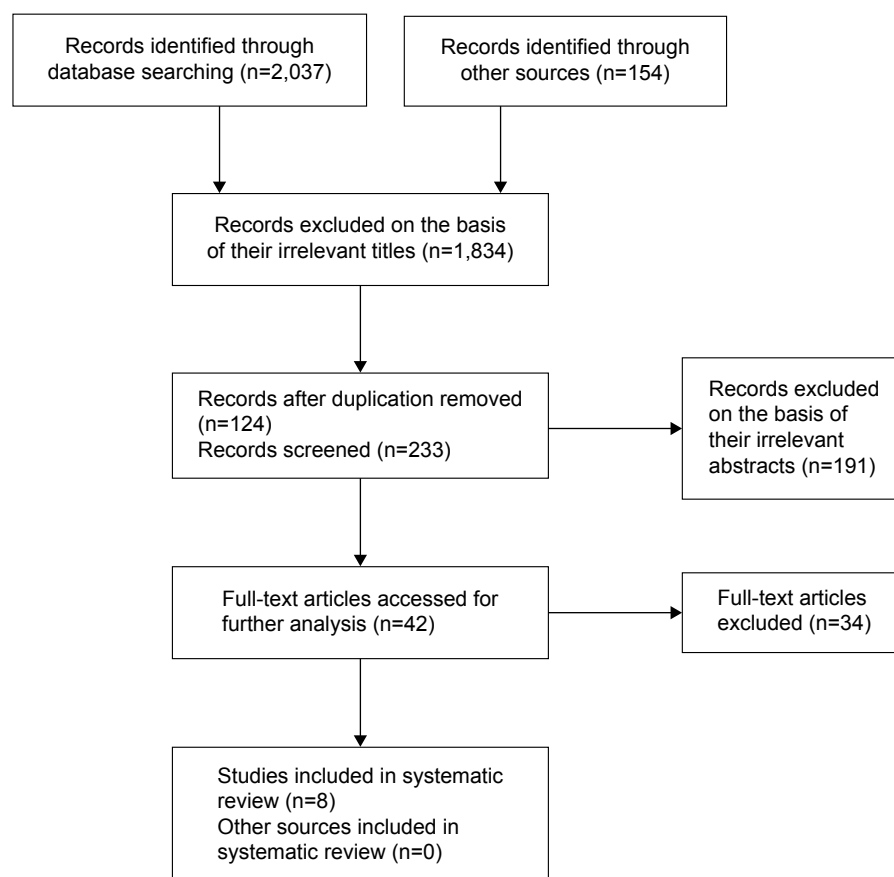 Records identified through
database searching (n=2,037)
Records identified through
other sources (n=154)
Records excluded on the basis
of their irrelevant titles (n=1,834)
Records after duplication removed
(n=124)
Records screened (n=233)
Records excluded
on the basis of
their irrelevant
abstracts (n=191)
Full-text articles accessed for
further analysis (n=42)
Full-text articles
excluded (n=34)
Studies included in systematic
review (n=8)
Other sources included in
systematic review (n=0)